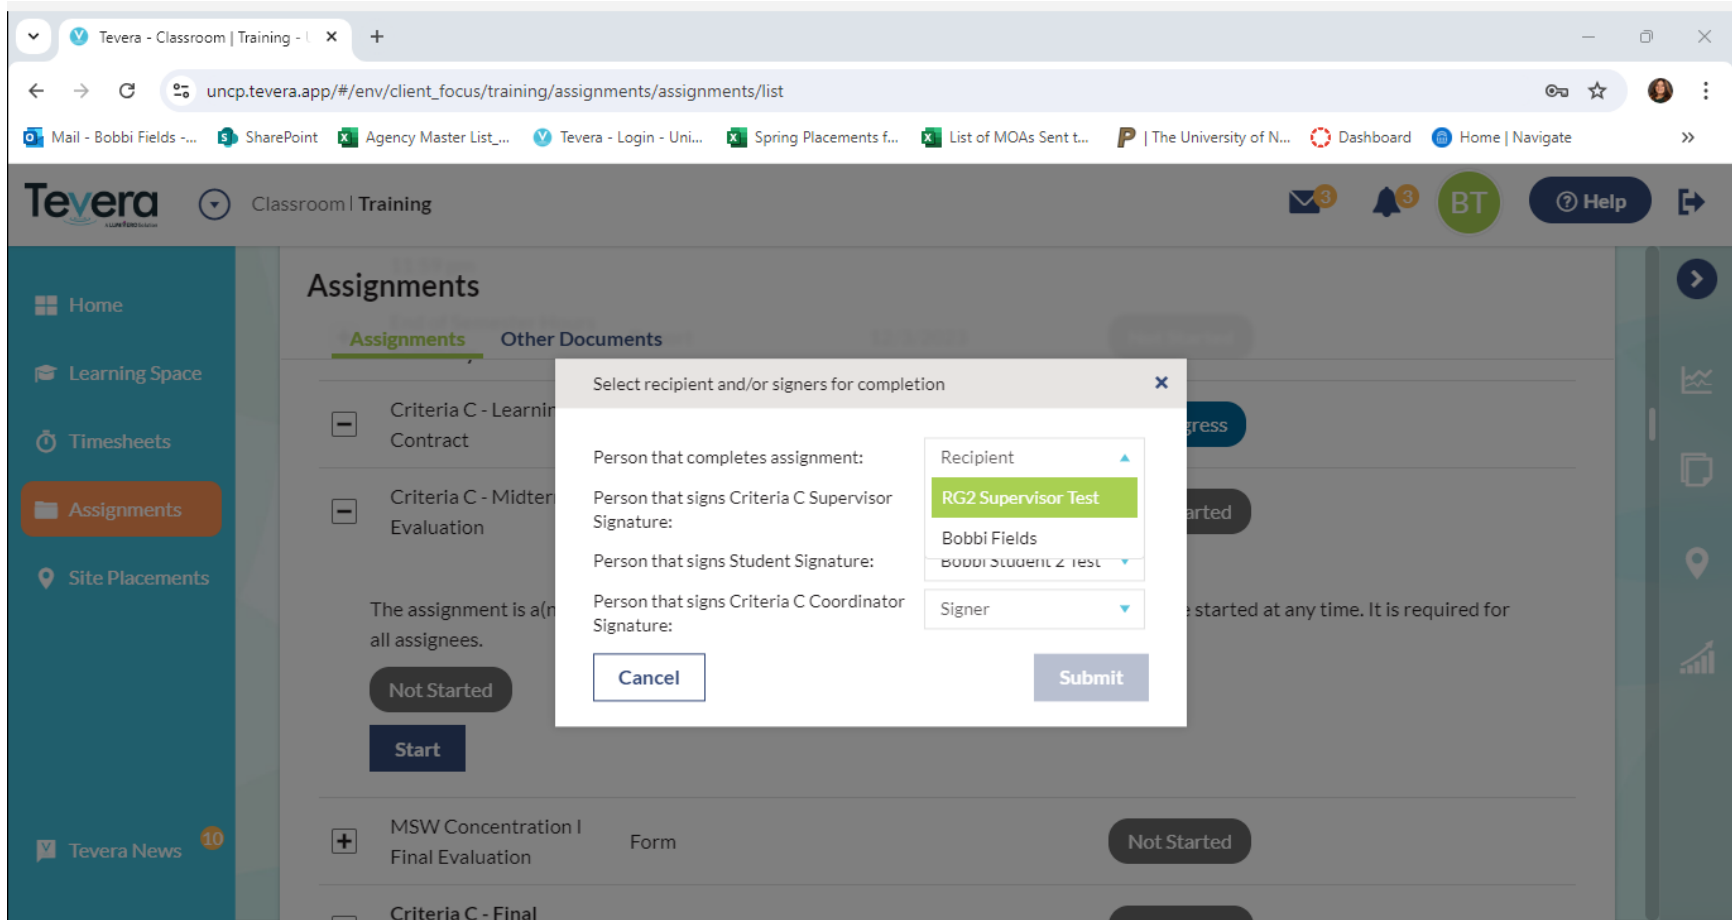 Tevera - Classroom | Training - U
uncp.tevera.app/#/env/client_focus/training/assignments/assignments/list
Mail - Bobbi Fields -... SharePoint Agency Master List_... Tevera - Login - Uni... Spring Placements f... List of MOAs Sent t... | The University of N... Dashboard Home | Navigate
Tevera
Classroom | Training
3
3
BT
Help
Home
Learning Space
Timesheets
Assignments
Site Placements
Tevera News
10
Assignments
Assignments Other Documents
Criteria C - Learnin
Contract
gress
Criteria C - Midter
Evaluation
arted
The assignment is a(n
started at any time. It is required for
all assignees.
Not Started
Start
MSW Concentration I
Final Evaluation
Form
Not Started
Criteria C - Final
Select recipient and/or signers for completion
Person that completes assignment:
Recipient
RG2 Supervisor Test
Bobbi Fields
Person that signs Criteria C Supervisor
Signature:
Person that signs Student Signature:
Bobbi Student 2 Test
Person that signs Criteria C Coordinator
Signature:
Signer
Cancel
Submit